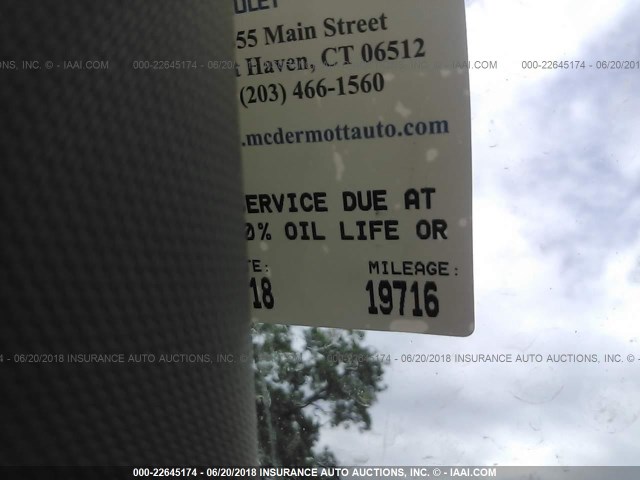 ULET
55 Main Street
t Haven, CT 06512
(203) 466-1560
.mcdermottauto.com
ERVICE DUE AT
0% OIL LIFE OR
TE: MILEAGE:
18 19716
000-22645174 - 06/20/2018 INSURANCE AUTO AUCTIONS, INC. © - IAAI.COM